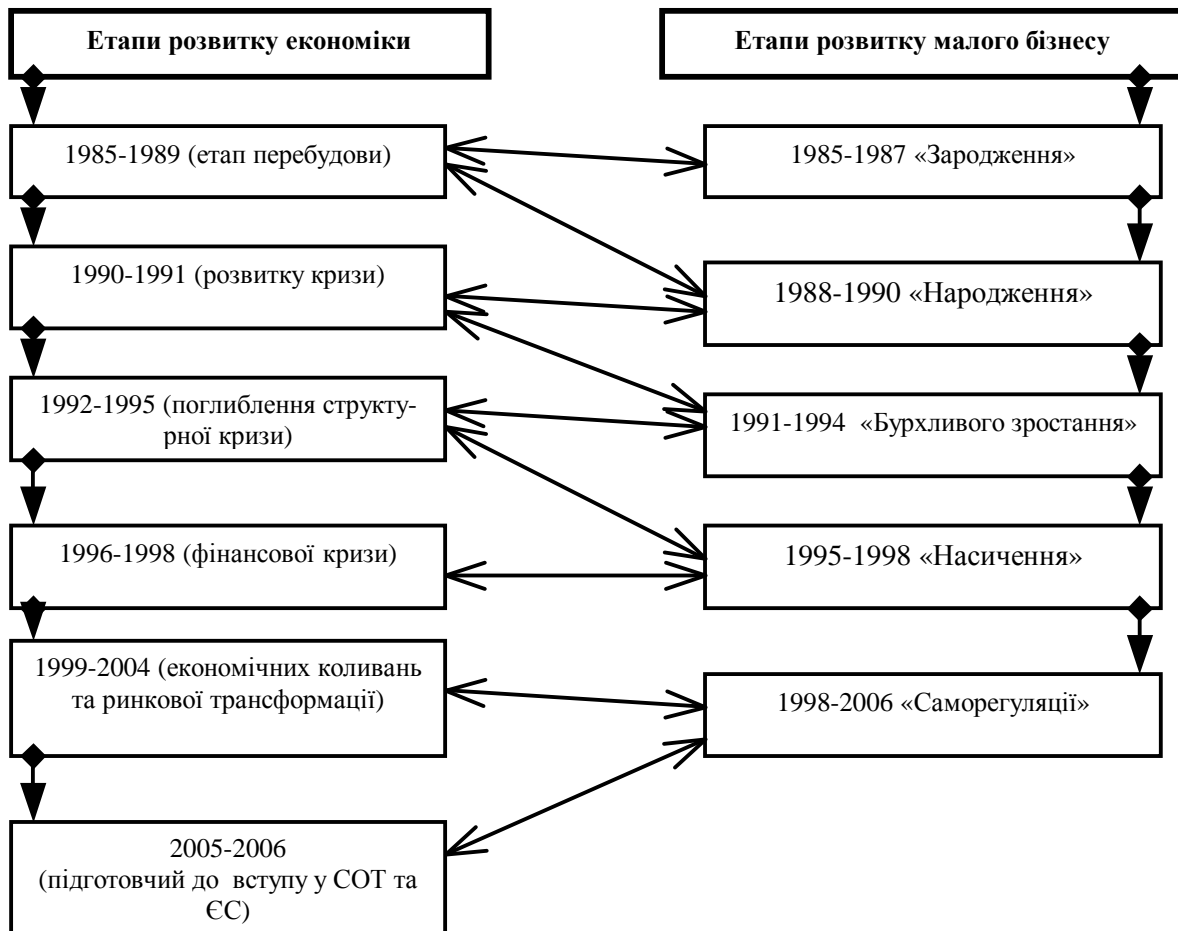 Етапи розвитку економіки
Етапи розвитку малого бізнесу
1985-1989 (етап перебудови)
1985-1987 «Зародження»
1990-1991 (розвитку кризи)
1988-1990 «Народження»
1992-1995 (поглиблення структу-
рної кризи)
1991-1994 «Бурхливого зростання»
1996-1998 (фінансової кризи)
1995-1998 «Насичення»
1999-2004 (економічних коливань
та ринкової трансформації)
1998-2006 «Саморегуляції»
2005-2006
(підготовчий до вступу у СОТ та
ЄС)